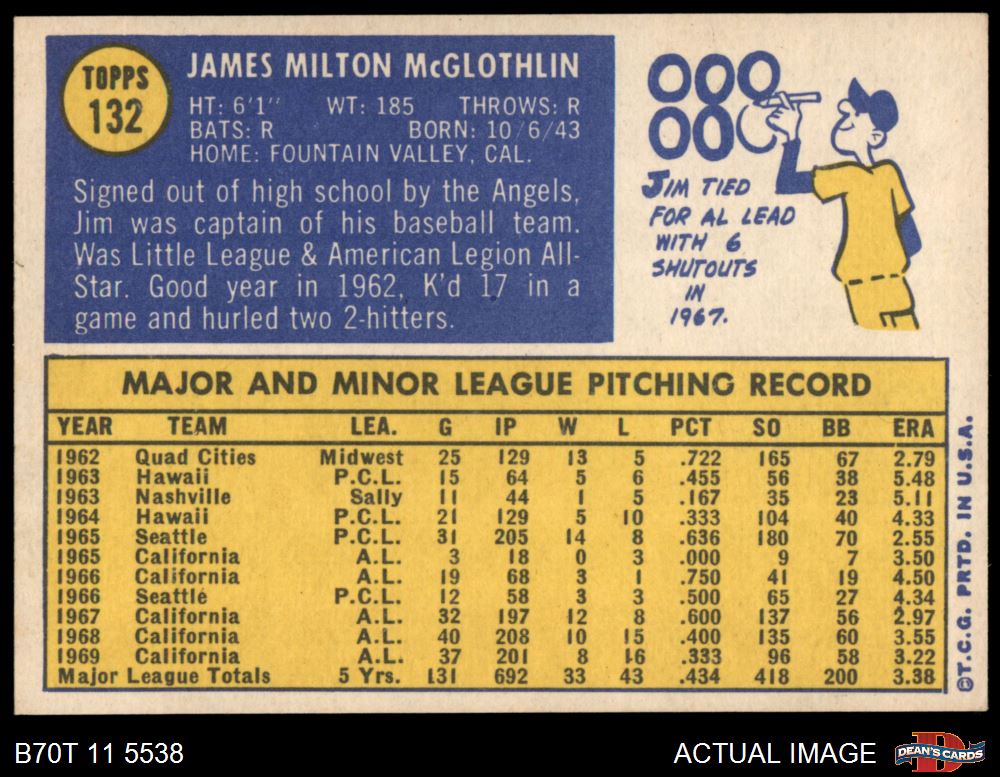 TOPPS
132
JAMES MILTON McGLOTHLIN
HT: 6'1" WT: 185 THROWS: R
BATS: R BORN: 10/6/43
HOME: FOUNTAIN VALLEY, CAL.
Signed out of high school by the Angels,
Jim was captain of his baseball team.
Was Little League & American Legion All-
Star. Good year in 1962, K'd 17 in a
game and hurled two 2-hitters.
000
000
JIM TIED
FOR AL LEAD
WITH 6
SHUTOUTS
IN
1967.
MAJOR AND MINOR LEAGUE PITCHING RECORD
YEAR TEAM LEA. G IP W L PCT SO BB ERA
1962 Quad Cities Midwest 25 129 13 5 .722 165 67 2.79
1963 Hawaii P.C.L. 15 64 5 6 .455 56 38 5.48
1963 Nashville Sally 11 44 1 5 .167 35 23 5.11
1964 Hawaii P.C.L. 21 129 5 10 .333 104 40 4.33
1965 Seattle P.C.L. 31 205 14 8 .636 180 70 2.55
1965 California A.L. 3 18 0 3 .000 9 7 3.50
1966 California A.L. 19 68 3 1 .750 41 19 4.50
1966 Seattle P.C.L. 12 58 3 3 .500 65 27 4.34
1967 California A.L. 32 197 12 8 .600 137 56 2.97
1968 California A.L. 40 208 10 15 .400 135 60 3.55
1969 California A.L. 37 201 8 16 .333 96 58 3.22
Major League Totals 5 Yrs. 131 692 33 43 .434 418 200 3.38
©T.C.G. PRTD. IN U.S.A.
B70T 11 5538
ACTUAL IMAGE
DEAN'S CARDS